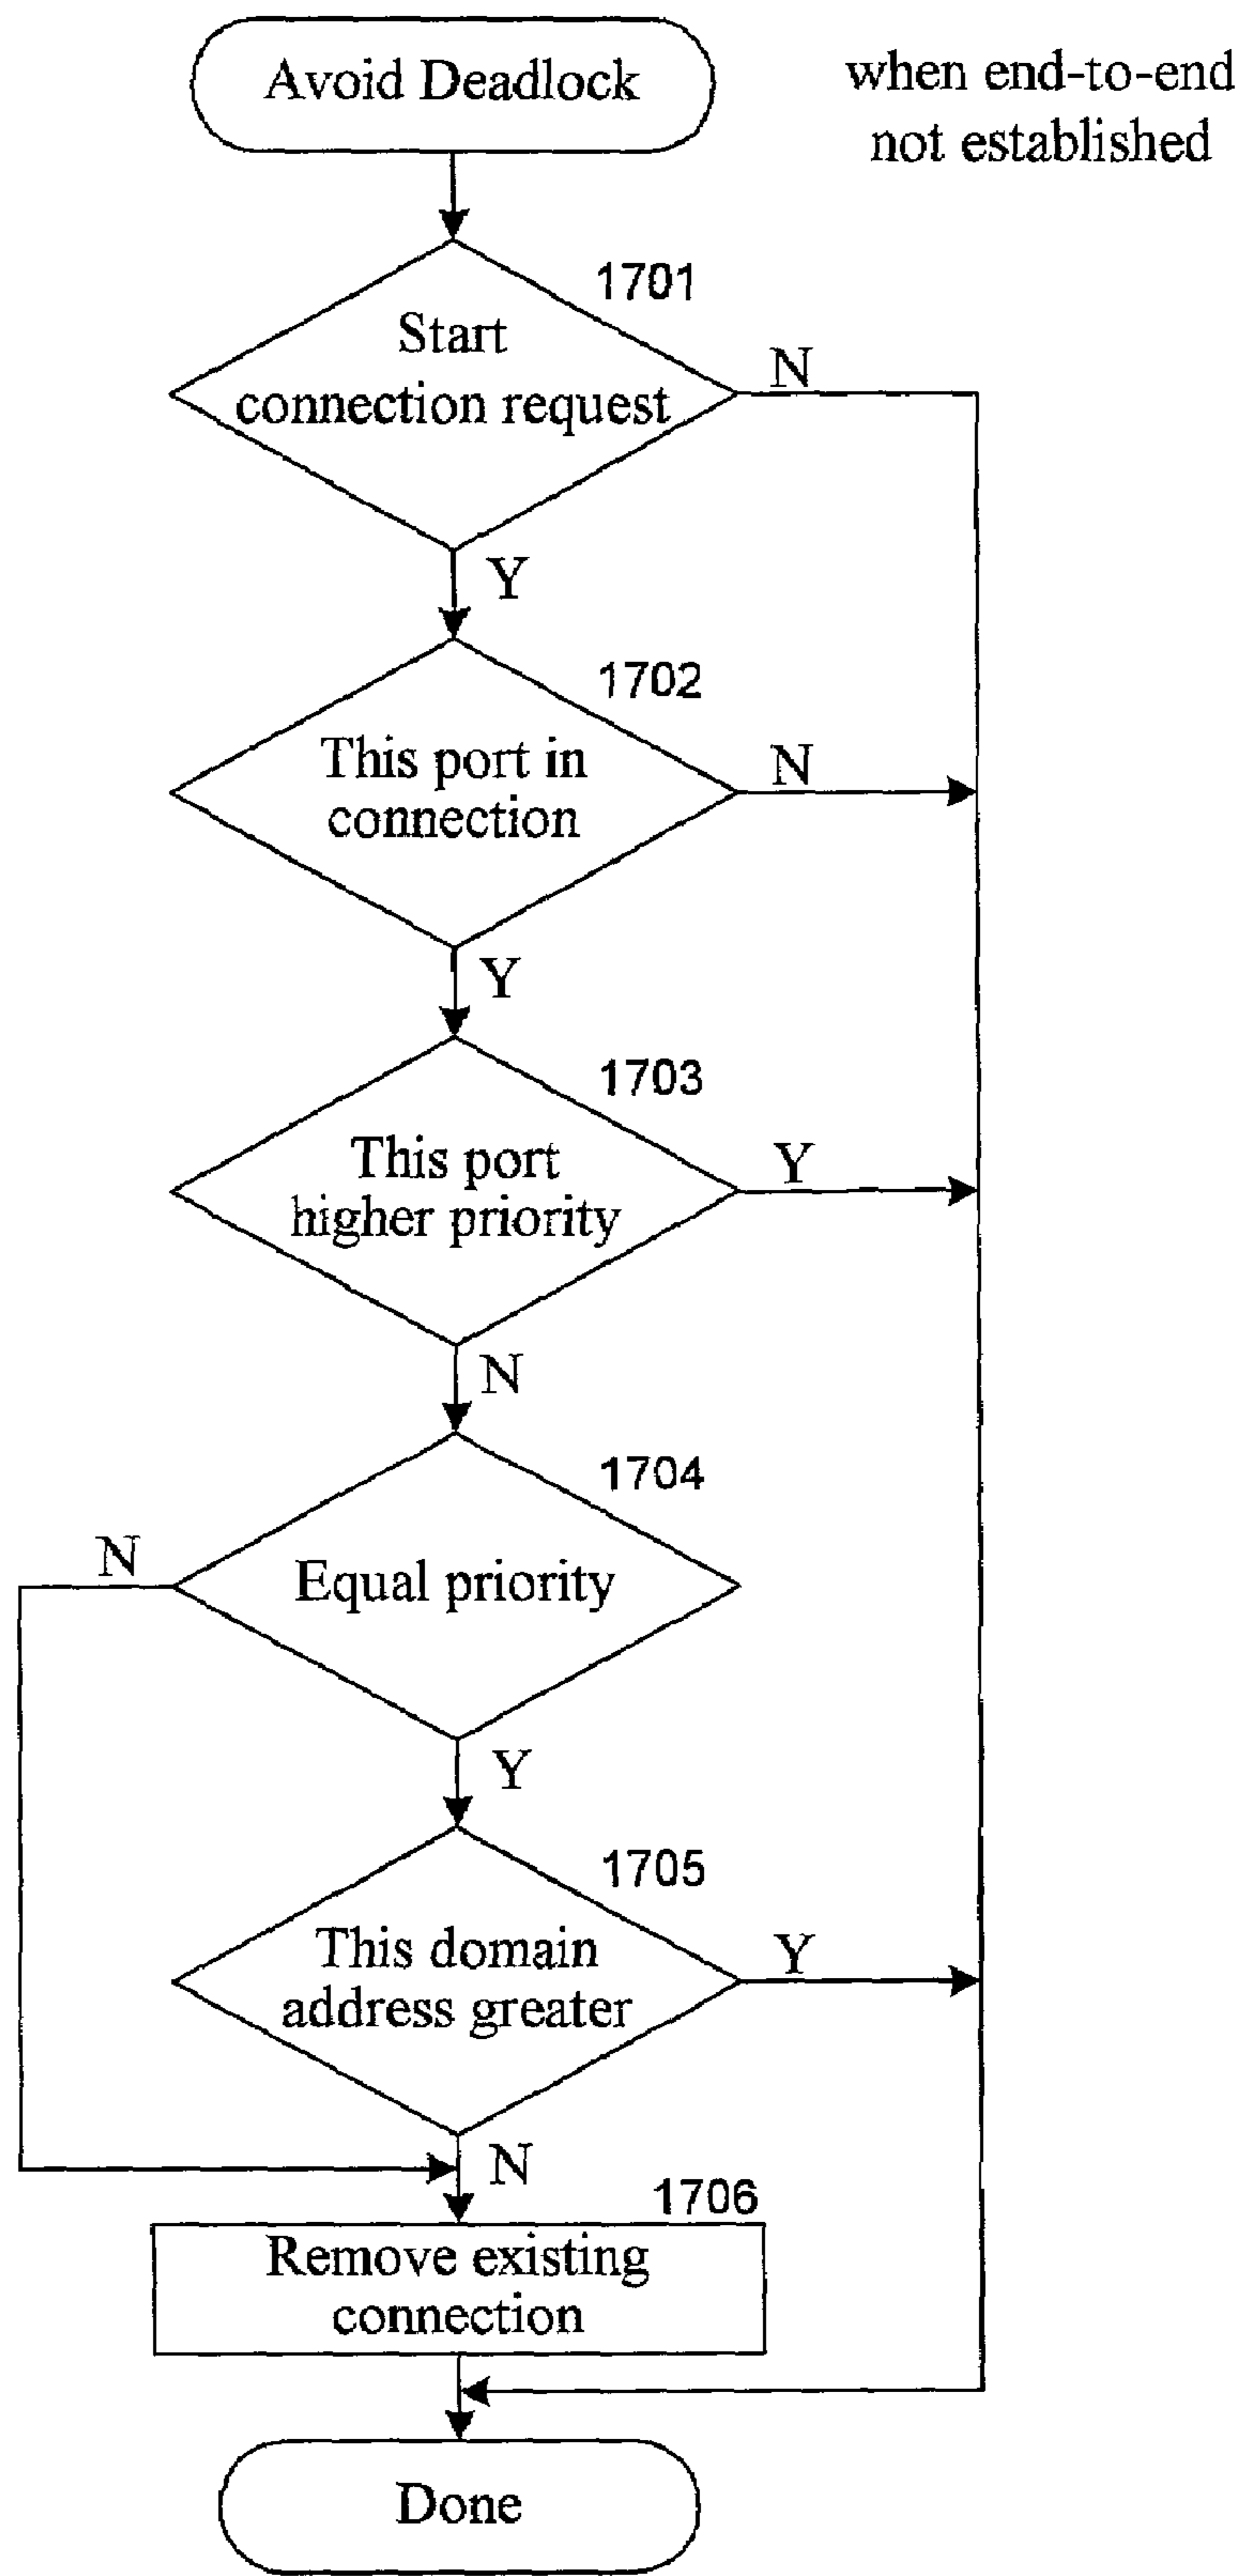 Avoid Deadlock
when end-to-end
not established
1701
Start
connection request
N
Y
1702
This port in
connection
N
Y
1703
This port
higher priority
Y
N
1704
N
Equal priority
Y
1705
This domain
address greater
Y
N
1706
Remove existing
connection
Done